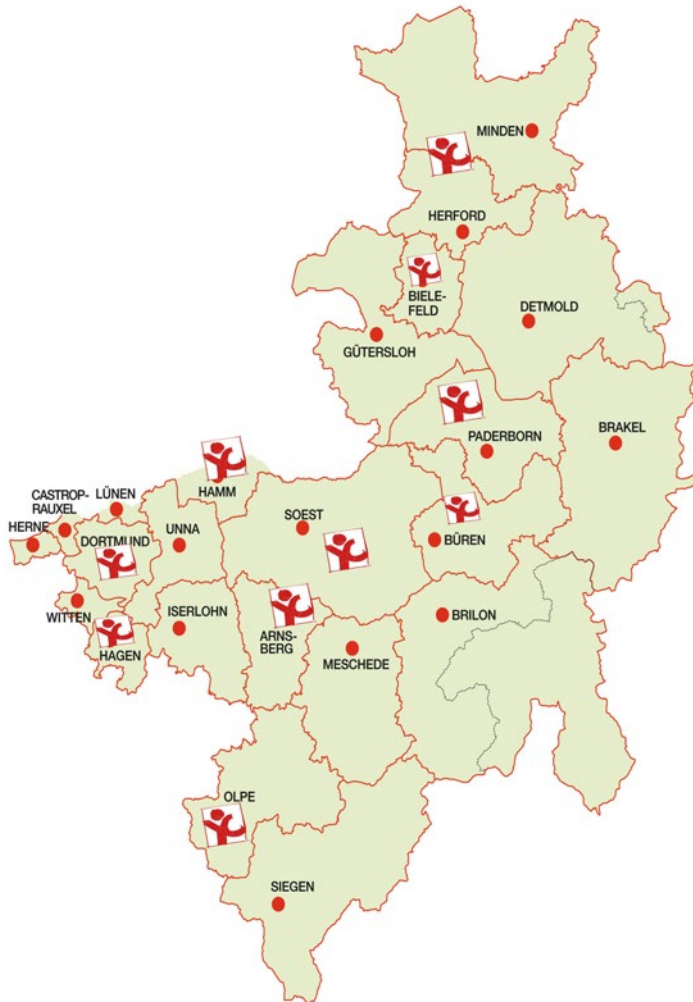 MINDEN
HERFORD
BIELE-
FELD
DETMOLD
GÜTERSLOH
PADERBORN
BRAKEL
HAMM
CASTROP-
RAUXEL
LÜNEN
HERNE
DORTMUND
UNNA
SOEST
BÜREN
WITTEN
HAGEN
ISERLOHN
ARNS-
BERG
MESCHEDE
BRILON
OLPE
SIEGEN